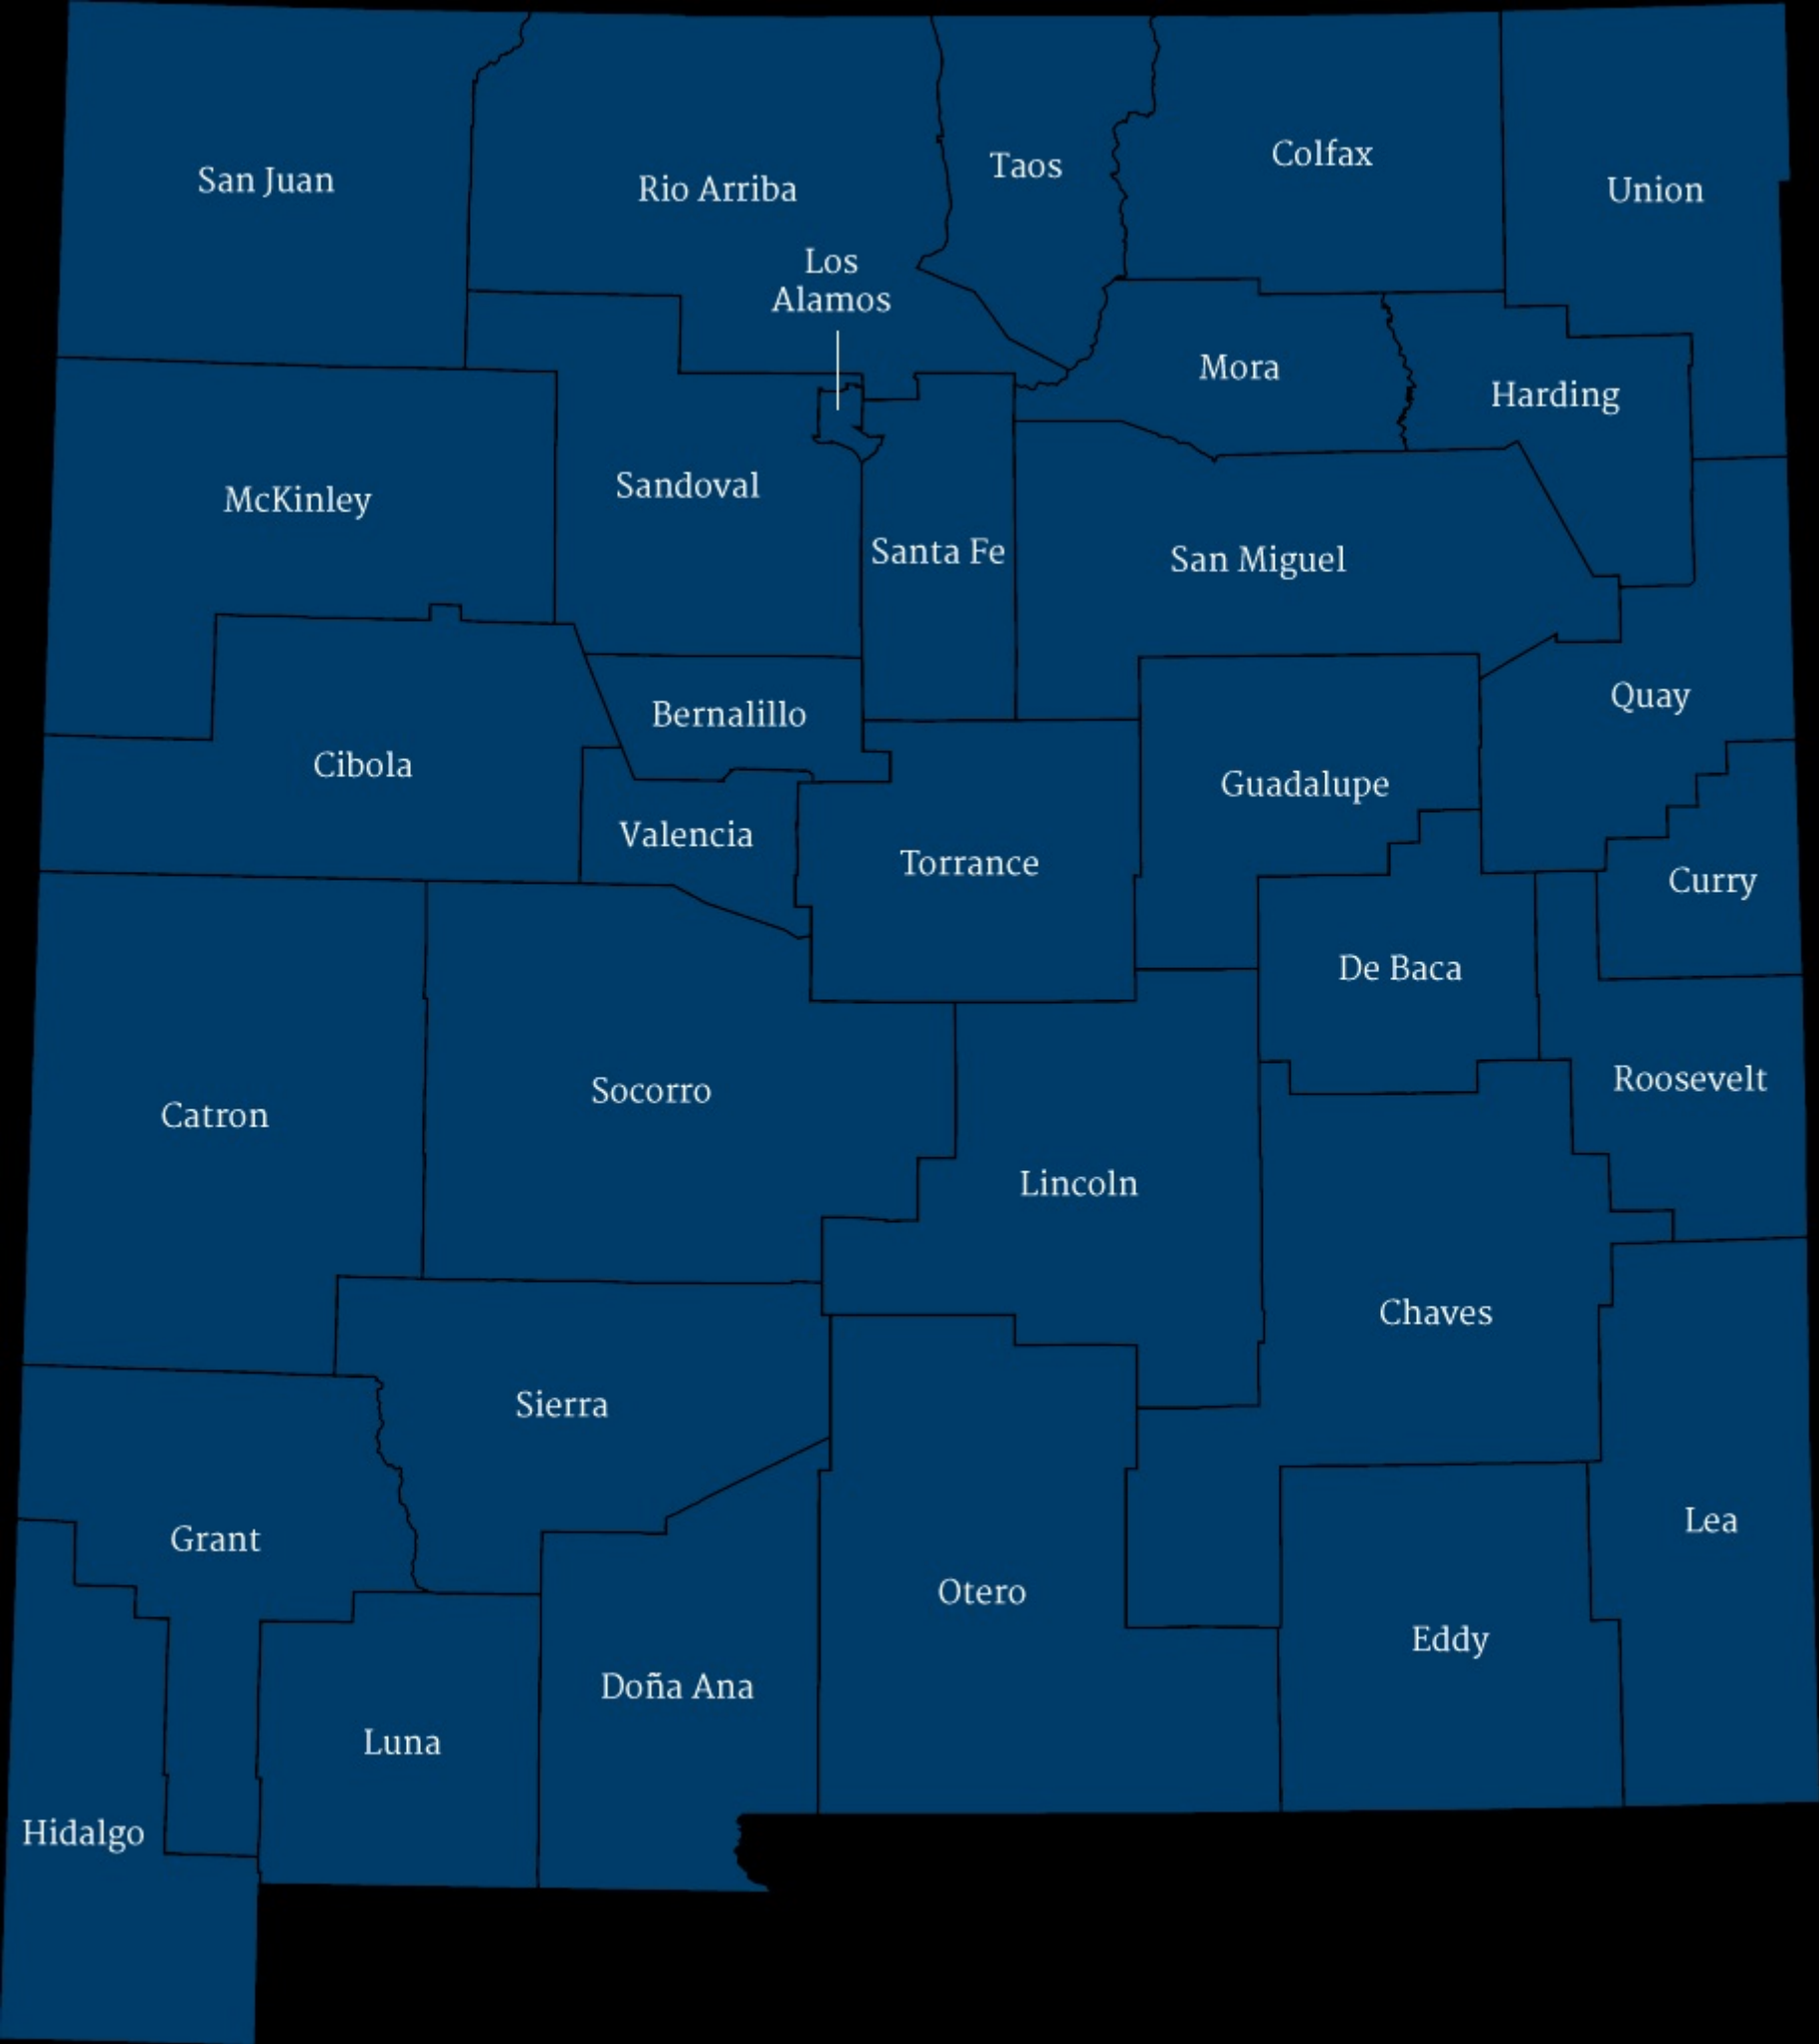 San Juan
Rio Arriba
Taos
Colfax
Union
Los
Alamos
Mora
Harding
McKinley
Sandoval
Santa Fe
San Miguel
Quay
Bernalillo
Cibola
Guadalupe
Valencia
Torrance
Curry
De Baca
Roosevelt
Catron
Socorro
Lincoln
Chaves
Sierra
Grant
Lea
Otero
Eddy
Doña Ana
Luna
Hidalgo